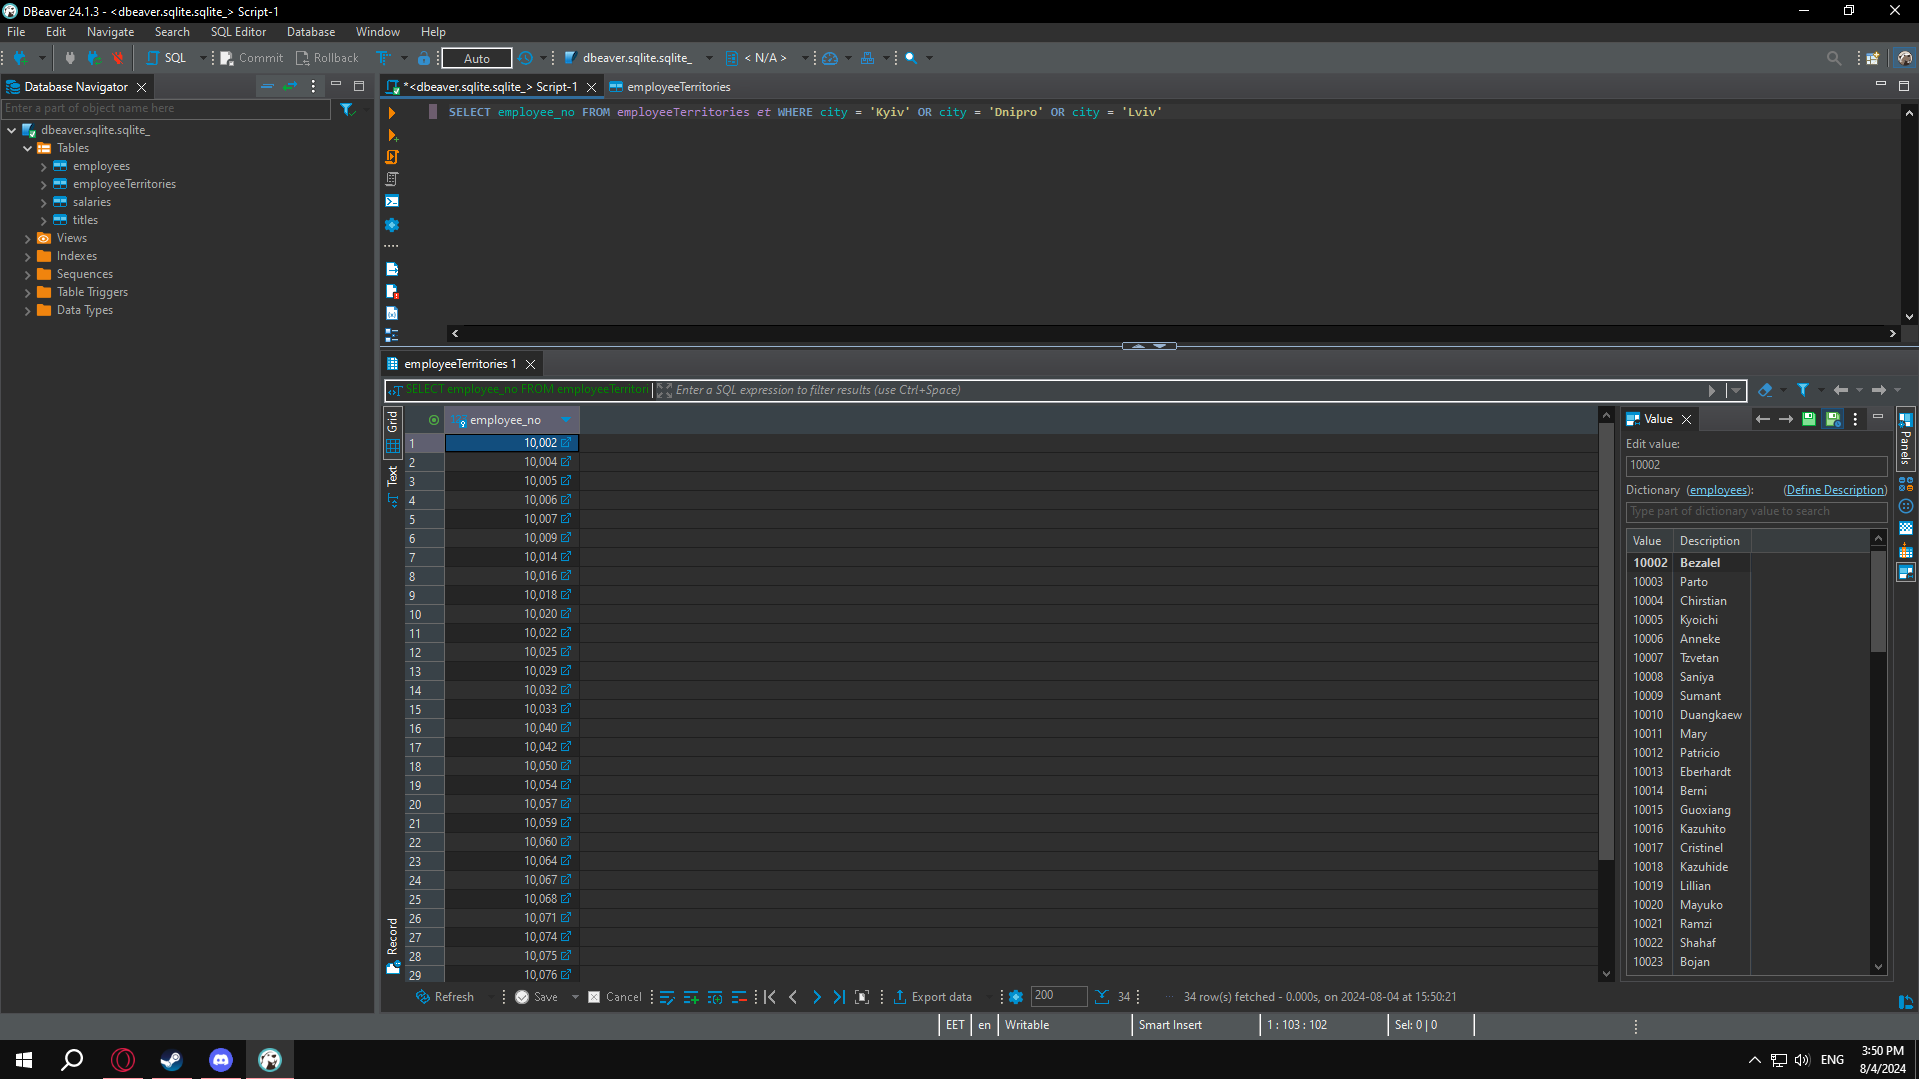 DBeaver 24.1.3 - <dbeaver.sqlite.sqlite_> Script-1
File Edit Navigate Search SQL Editor Database Window Help
SQL Commit Rollback Auto dbeaver.sqlite.sqlite_ < N/A >
Database Navigator
Enter a part of object name here
dbeaver.sqlite.sqlite_
Tables
employees
employeeTerritories
salaries
titles
Views
Indexes
Sequences
Table Triggers
Data Types
*<dbeaver.sqlite.sqlite_> Script-1 employeeTerritories
SELECT employee_no FROM employeeTerritories et WHERE city = 'Kyiv' OR city = 'Dnipro' OR city = 'Lviv'
employeeTerritories 1
SELECT employee_no FROM employeeTerritori Enter a SQL expression to filter results (use Ctrl+Space)
Grid
Text
Record
employee_no
1 10,002
2 10,004
3 10,005
4 10,006
5 10,007
6 10,009
7 10,014
8 10,016
9 10,018
10 10,020
11 10,022
12 10,025
13 10,029
14 10,032
15 10,033
16 10,040
17 10,042
18 10,050
19 10,054
20 10,057
21 10,059
22 10,060
23 10,064
24 10,067
25 10,068
26 10,071
27 10,074
28 10,075
29 10,076
Value
Edit value:
10002
Dictionary (employees): (Define Description)
Type part of dictionary value to search
Value Description
10002 Bezalel
10003 Parto
10004 Chirstian
10005 Kyoichi
10006 Anneke
10007 Tzvetan
10008 Saniya
10009 Sumant
10010 Duangkaew
10011 Mary
10012 Patricio
10013 Eberhardt
10014 Berni
10015 Guoxiang
10016 Kazuhito
10017 Cristinel
10018 Kazuhide
10019 Lillian
10020 Mayuko
10021 Ramzi
10022 Shahaf
10023 Bojan
Panels
Refresh Save Cancel Export data 200 34 34 row(s) fetched - 0.000s, on 2024-08-04 at 15:50:21
EET en Writable Smart Insert 1 : 103 : 102 Sel: 0 | 0
ENG
3:50 PM
8/4/2024